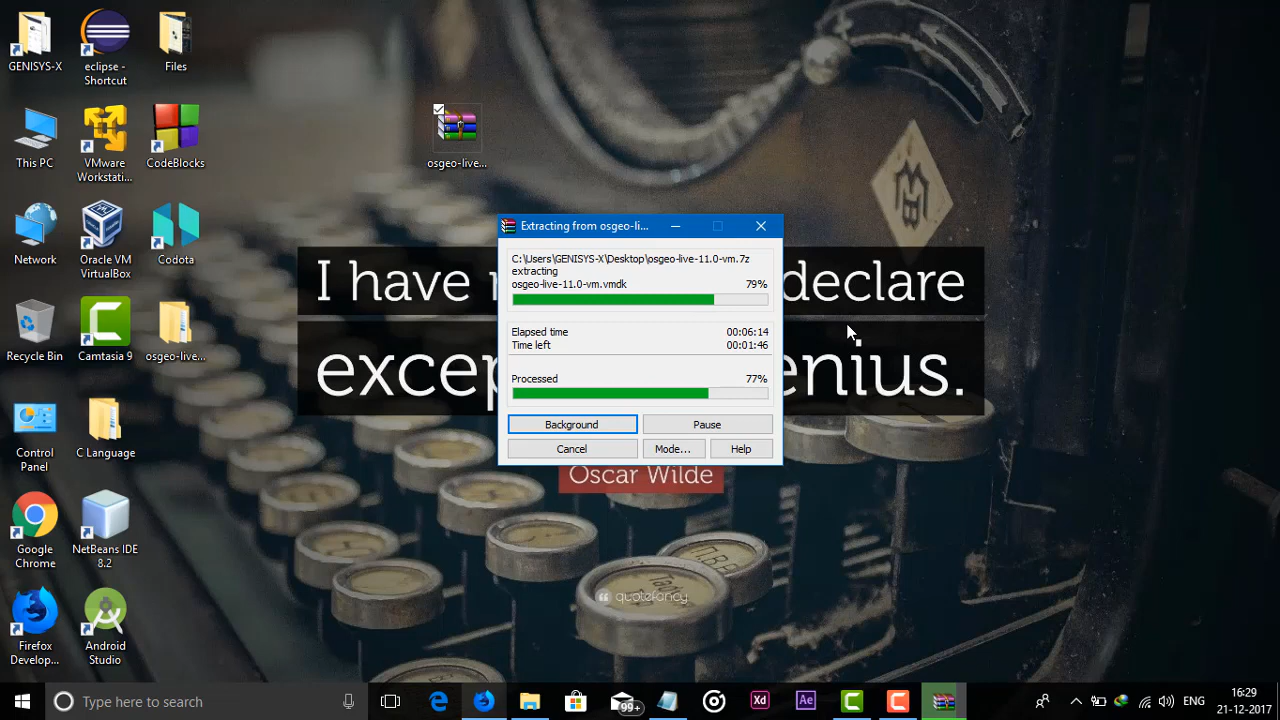 GENISYS-X
eclipse -
Shortcut
Files
This PC
VMware
Workstati...
CodeBlocks
osgeo-live...
Network
Oracle VM
VirtualBox
Codota
Recycle Bin
Camtasia 9
osgeo-live...
Control
Panel
C Language
Google
Chrome
NetBeans IDE
8.2
Firefox
Develop...
Android
Studio
I have
declare
enius.
Oscar Wilde
quotefancy
Extracting from osgeo-li...
C:\Users\GENISYS-X\Desktop\osgeo-live-11.0-vm.7z
extracting
osgeo-live-11.0-vm.vmdk 79%
Elapsed time 00:06:14
Time left 00:01:46
Processed 77%
Background Pause
Cancel Mode... Help
Type here to search
99+
Xd
Ae
ENG
16:29
21-12-2017